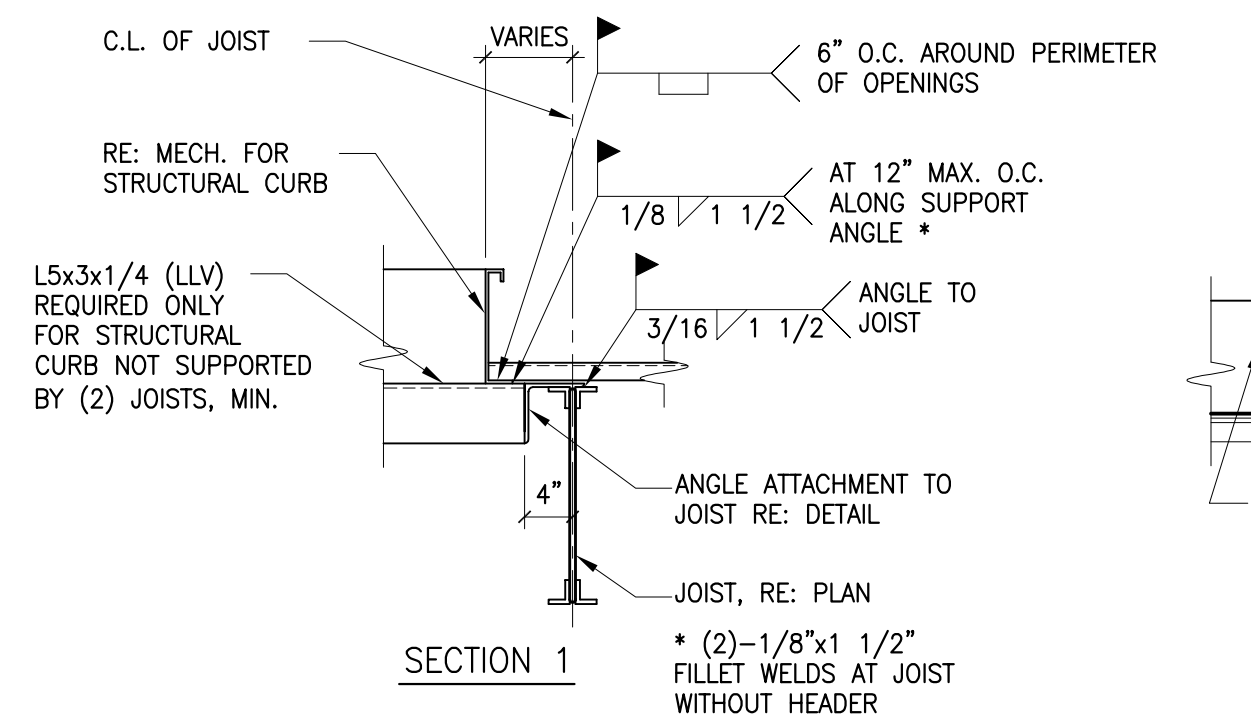 C.L. OF JOIST
VARIES
6" O.C. AROUND PERIMETER
OF OPENINGS
RE: MECH. FOR
STRUCTURAL CURB
1/8 1 1/2
AT 12" MAX. O.C.
ALONG SUPPORT
ANGLE *
L5x3x1/4 (LLV)
REQUIRED ONLY
FOR STRUCTURAL
CURB NOT SUPPORTED
BY (2) JOISTS, MIN.
3/16 1 1/2
ANGLE TO
JOIST
4"
ANGLE ATTACHMENT TO
JOIST RE: DETAIL
JOIST, RE: PLAN
* (2)-1/8"x1 1/2"
FILLET WELDS AT JOIST
WITHOUT HEADER
SECTION 1